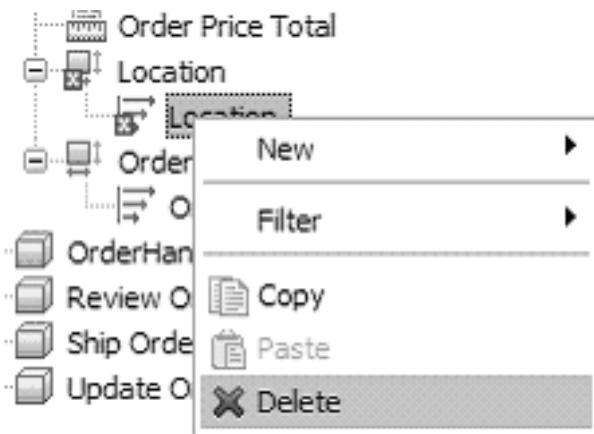 Order Price Total
Location
Location
New
Order
O
Filter
OrderHan
Review O
Copy
Ship Orde
Paste
Update O
Delete